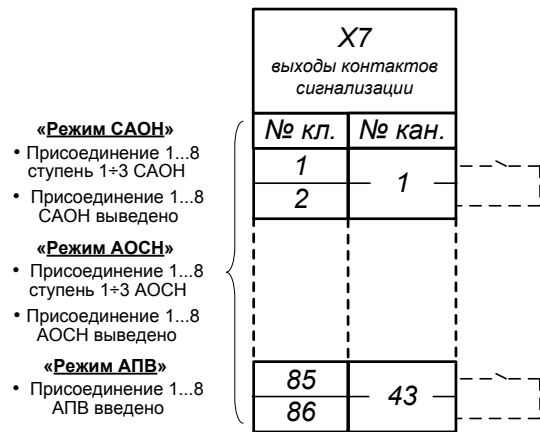 X7
выходы контактов
сигнализации
№ кл. № кан.
1
2
1
85
86
43
«Режим САОН»
• Присоединение 1...8
ступень 1÷3 САОН
• Присоединение 1...8
САОН выведено
«Режим АОСН»
• Присоединение 1...8
ступень 1÷3 АОСН
• Присоединение 1...8
АОСН выведено
«Режим АПВ»
• Присоединение 1...8
АПВ введено